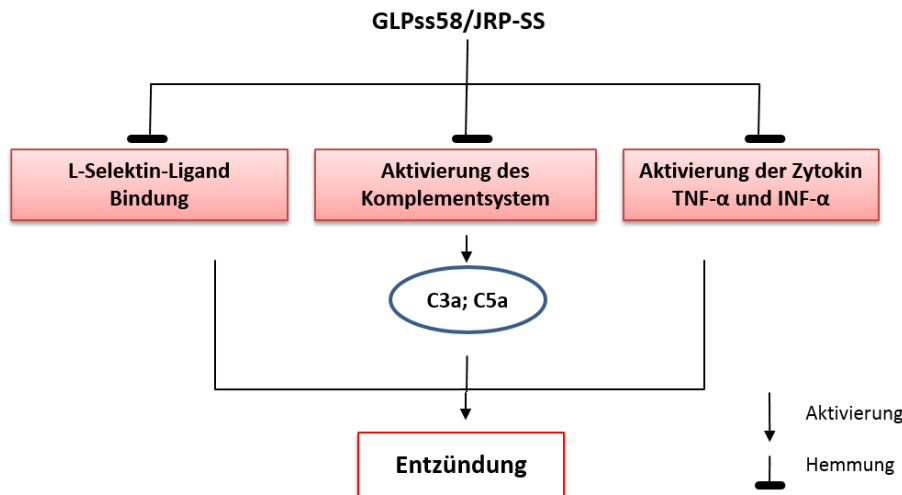 GLPss58/JRP-SS
L-Selektin-Ligand
Bindung
Aktivierung des
Komplementsystem
Aktivierung der Zytokin
TNF-α und INF-α
C3a; C5a
Entzündung
Aktivierung
Hemmung